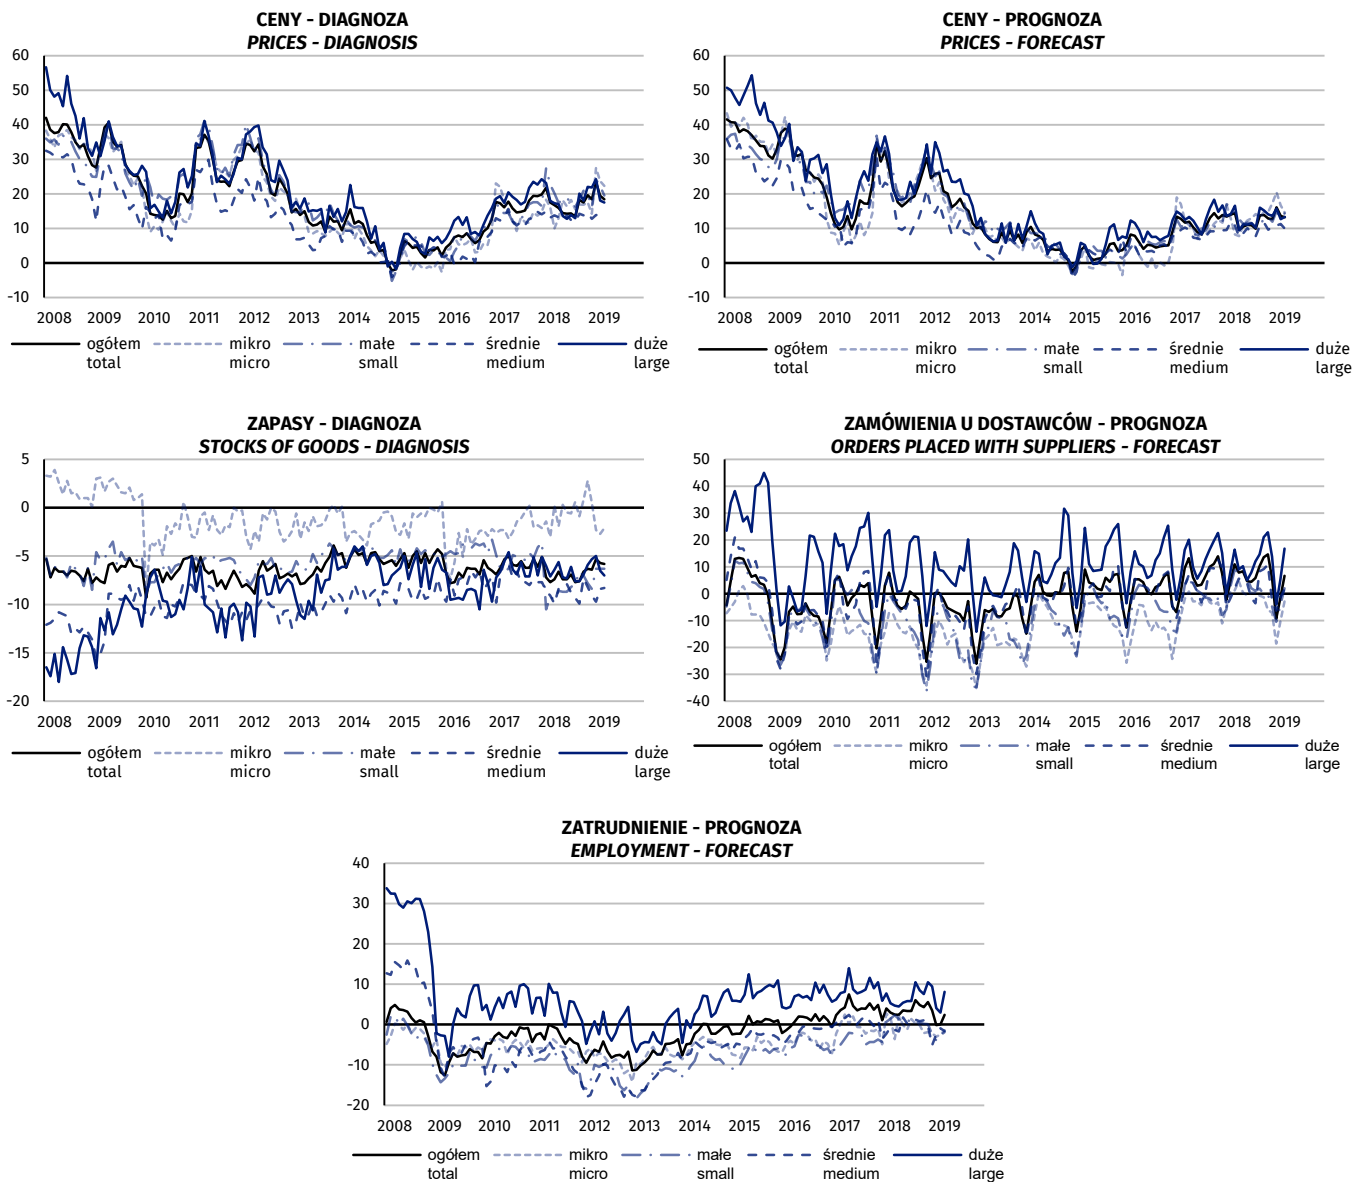 CENY - DIAGNOZA
PRICES - DIAGNOSIS
60
50
40
30
20
10
0
-10
2008 2009 2010 2011 2012 2013 2014 2015 2016 2017 2018 2019
ogółem mikro małe średnie duże
total micro small medium large
CENY - PROGNOZA
PRICES - FORECAST
60
50
40
30
20
10
0
-10
2008 2009 2010 2011 2012 2013 2014 2015 2016 2017 2018 2019
ogółem mikro małe średnie duże
total micro small medium large
ZAPASY - DIAGNOZA
STOCKS OF GOODS - DIAGNOSIS
5
0
-5
-10
-15
-20
2008 2009 2010 2011 2012 2013 2014 2015 2016 2017 2018 2019
ogółem mikro małe średnie duże
total micro small medium large
ZAMÓWIENIA U DOSTAWCÓW - PROGNOZA
ORDERS PLACED WITH SUPPLIERS - FORECAST
50
40
30
20
10
0
-10
-20
-30
-40
2008 2009 2010 2011 2012 2013 2014 2015 2016 2017 2018 2019
ogółem mikro małe średnie duże
total micro small medium large
ZATRUDNIENIE - PROGNOZA
EMPLOYMENT - FORECAST
40
30
20
10
0
-10
-20
2008 2009 2010 2011 2012 2013 2014 2015 2016 2017 2018 2019
ogółem mikro małe średnie duże
total micro small medium large